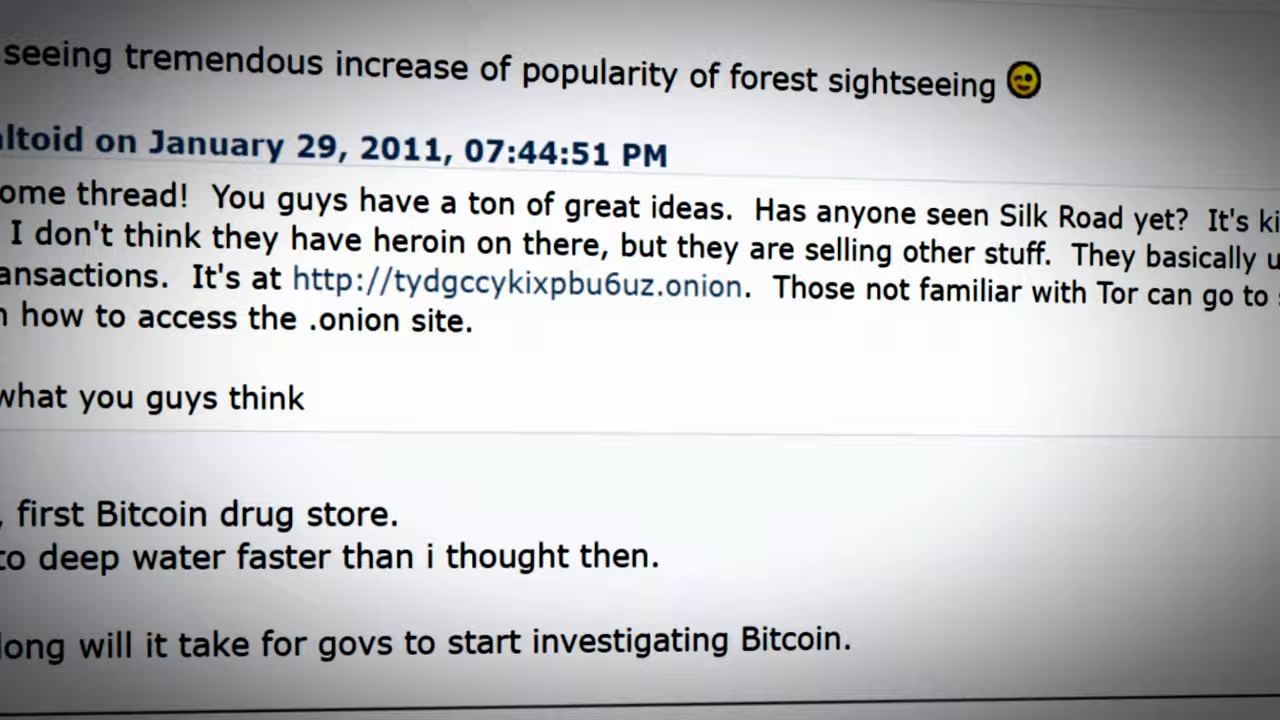 seeing tremendous increase of popularity of forest sightseeing
ltoid on January 29, 2011, 07:44:51 PM
ome thread! You guys have a ton of great ideas. Has anyone seen Silk Road yet? It's ki
I don't think they have heroin on there, but they are selling other stuff. They basically u
ansactions. It's at http://tydgccykixpbu6uz.onion. Those not familiar with Tor can go to s
n how to access the .onion site.
what you guys think
, first Bitcoin drug store.
to deep water faster than i thought then.
long will it take for govs to start investigating Bitcoin.